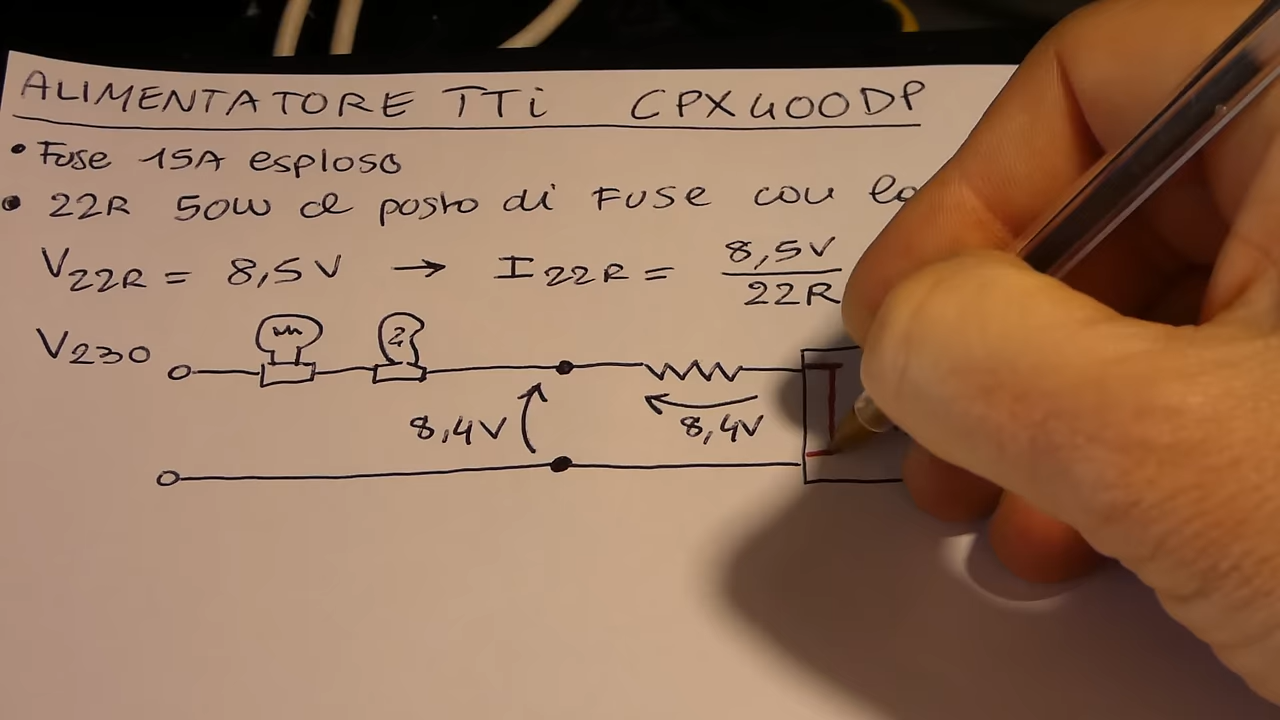 ALIMENTATORE TTi CPX400DP
• Fuse 15A esploso
• 22R 50W al posto di FUSE con
V22R = 8,5V → I22R = 8,5V / 22R
V230
8,4V 8,4V